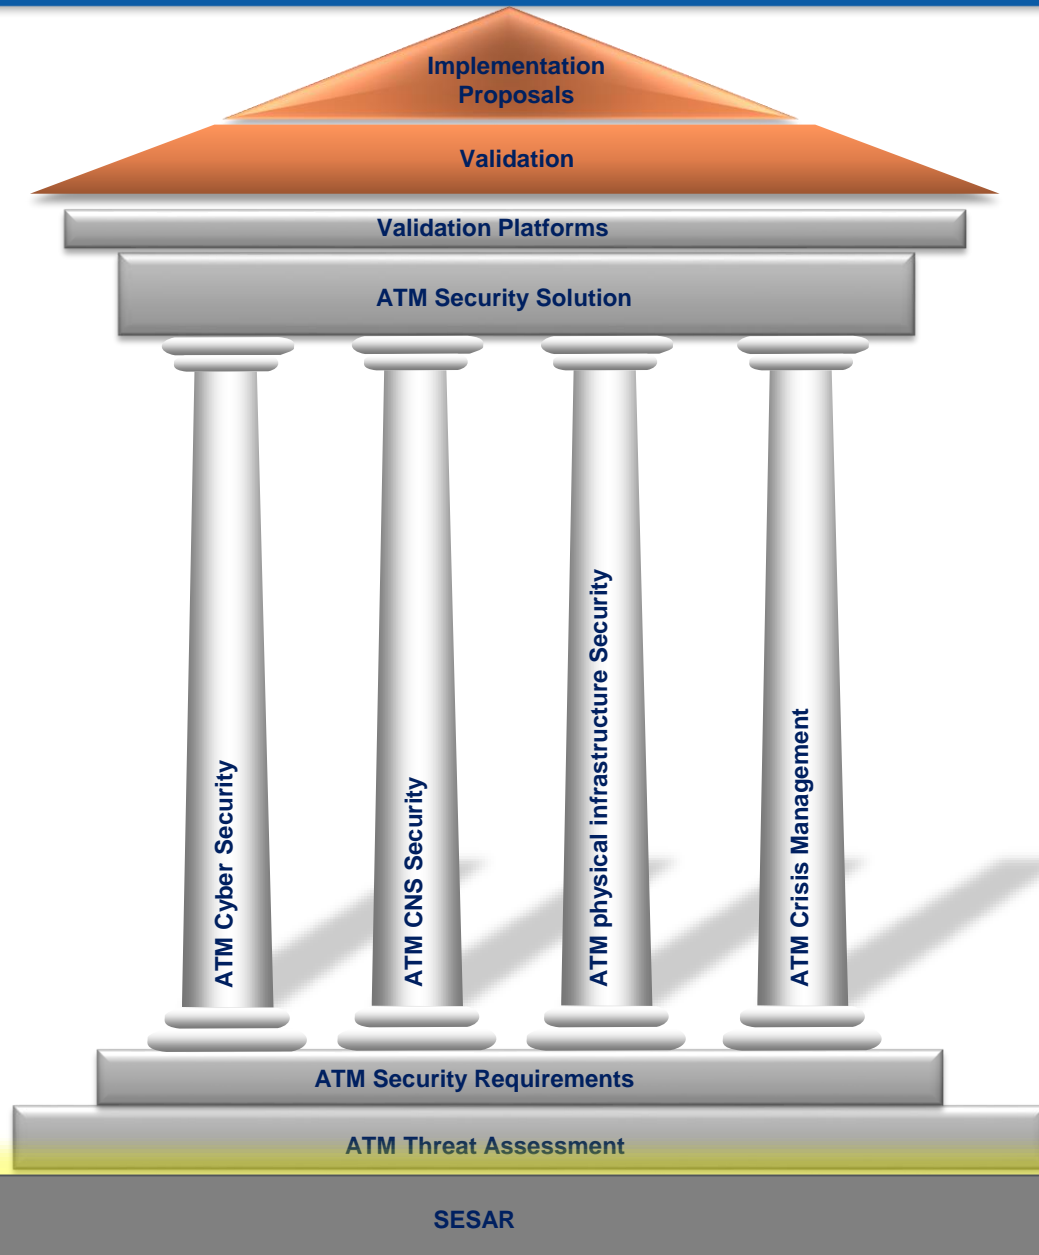 Implementation
Proposals
Validation
Validation Platforms
ATM Security Solution
ATM Cyber Security
ATM CNS Security
ATM physical infrastructure Security
ATM Crisis Management
ATM Security Requirements
ATM Threat Assessment
SESAR